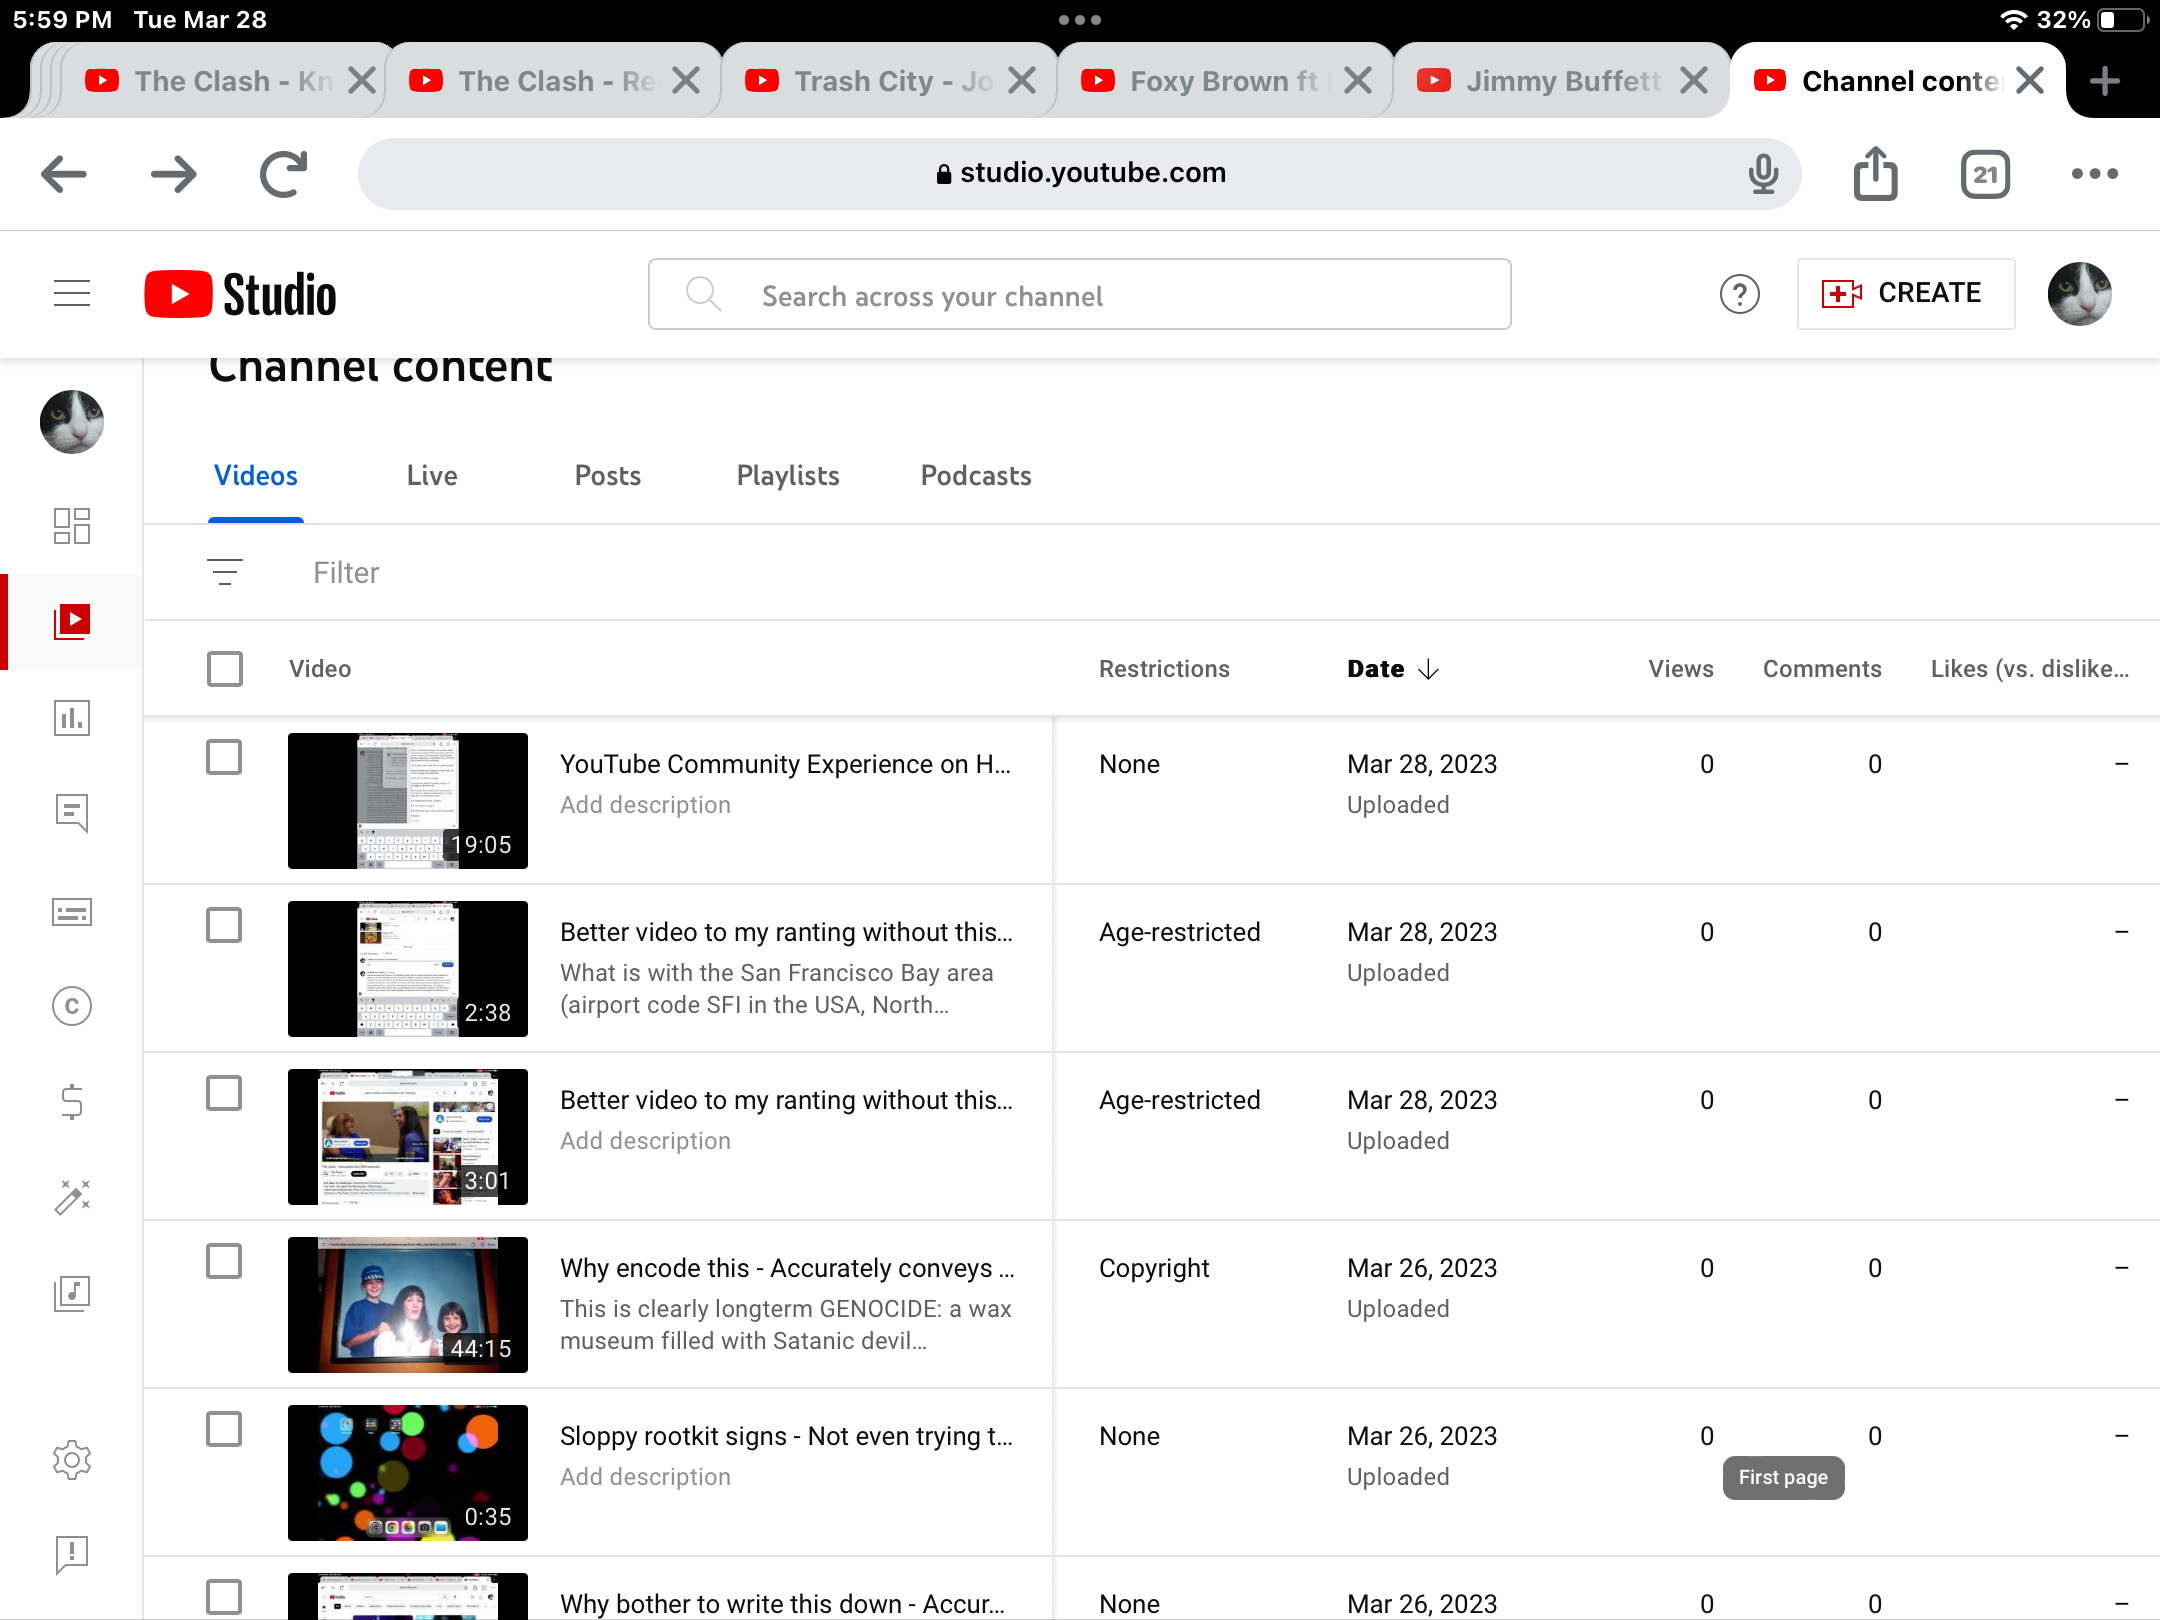 5:59 PM Tue Mar 28
32%
The Clash - Kn
The Clash - Re
Trash City - Jo
Foxy Brown ft
Jimmy Buffett
Channel conte
studio.youtube.com
21
Studio
Search across your channel
?
CREATE
Channel content
Videos
Live
Posts
Playlists
Podcasts
Filter
Video
Restrictions
Date
Views
Comments
Likes (vs. dislike...
19:05
YouTube Community Experience on H...
Add description
None
Mar 28, 2023
Uploaded
0
0
–
2:38
Better video to my ranting without this...
What is with the San Francisco Bay area
(airport code SFI in the USA, North...
Age-restricted
Mar 28, 2023
Uploaded
0
0
–
3:01
Better video to my ranting without this...
Add description
Age-restricted
Mar 28, 2023
Uploaded
0
0
–
44:15
Why encode this - Accurately conveys ...
This is clearly longterm GENOCIDE: a wax
museum filled with Satanic devil...
Copyright
Mar 26, 2023
Uploaded
0
0
–
0:35
Sloppy rootkit signs - Not even trying t...
Add description
None
Mar 26, 2023
Uploaded
0
0
–
First page
Why bother to write this down - Accur...
None
Mar 26, 2023
0
0
–